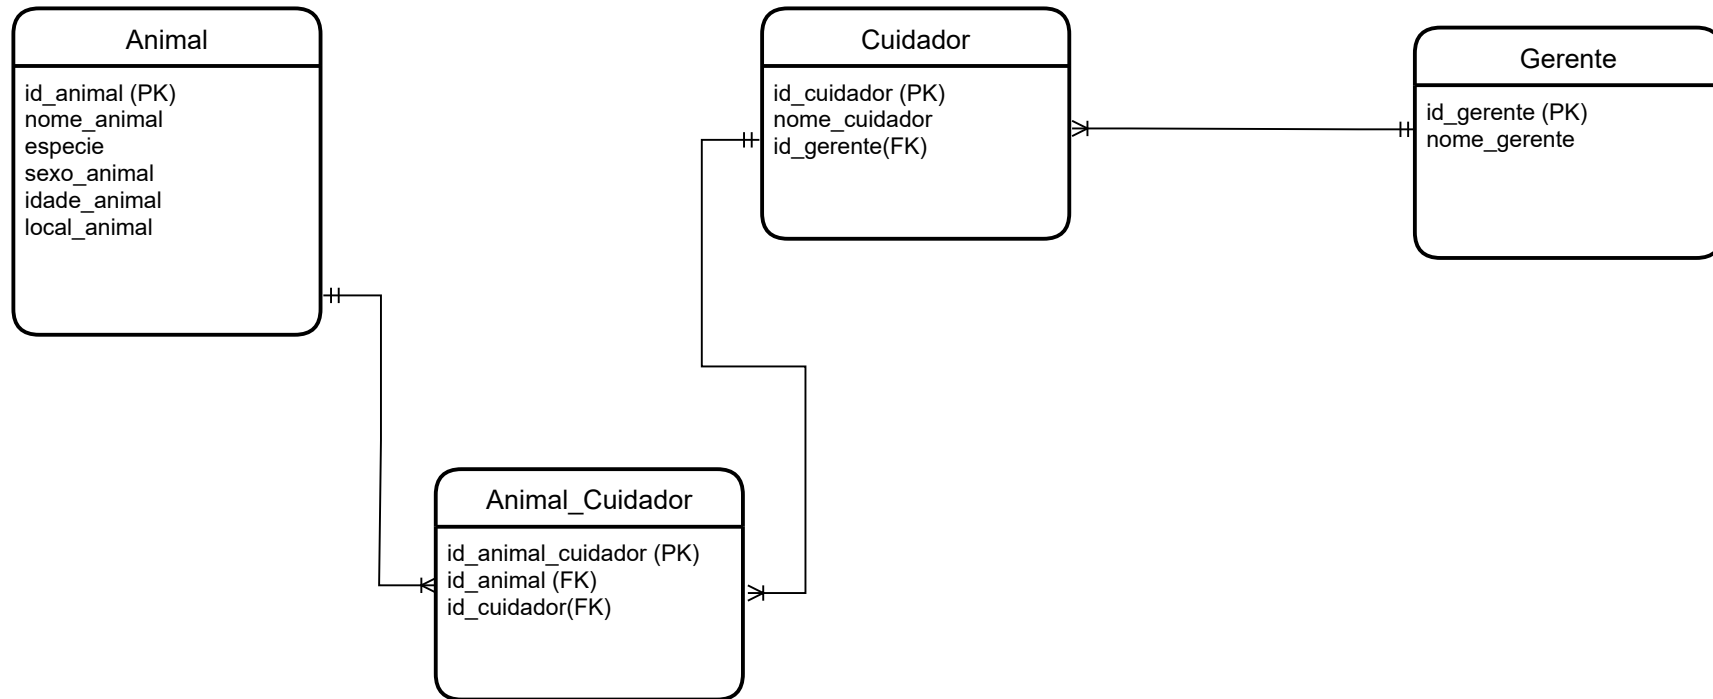 Animal
id_animal (PK)
nome_animal
especie
sexo_animal
idade_animal
local_animal
Cuidador
id_cuidador (PK)
nome_cuidador
id_gerente(FK)
Gerente
id_gerente (PK)
nome_gerente
Animal_Cuidador
id_animal_cuidador (PK)
id_animal (FK)
id_cuidador(FK)